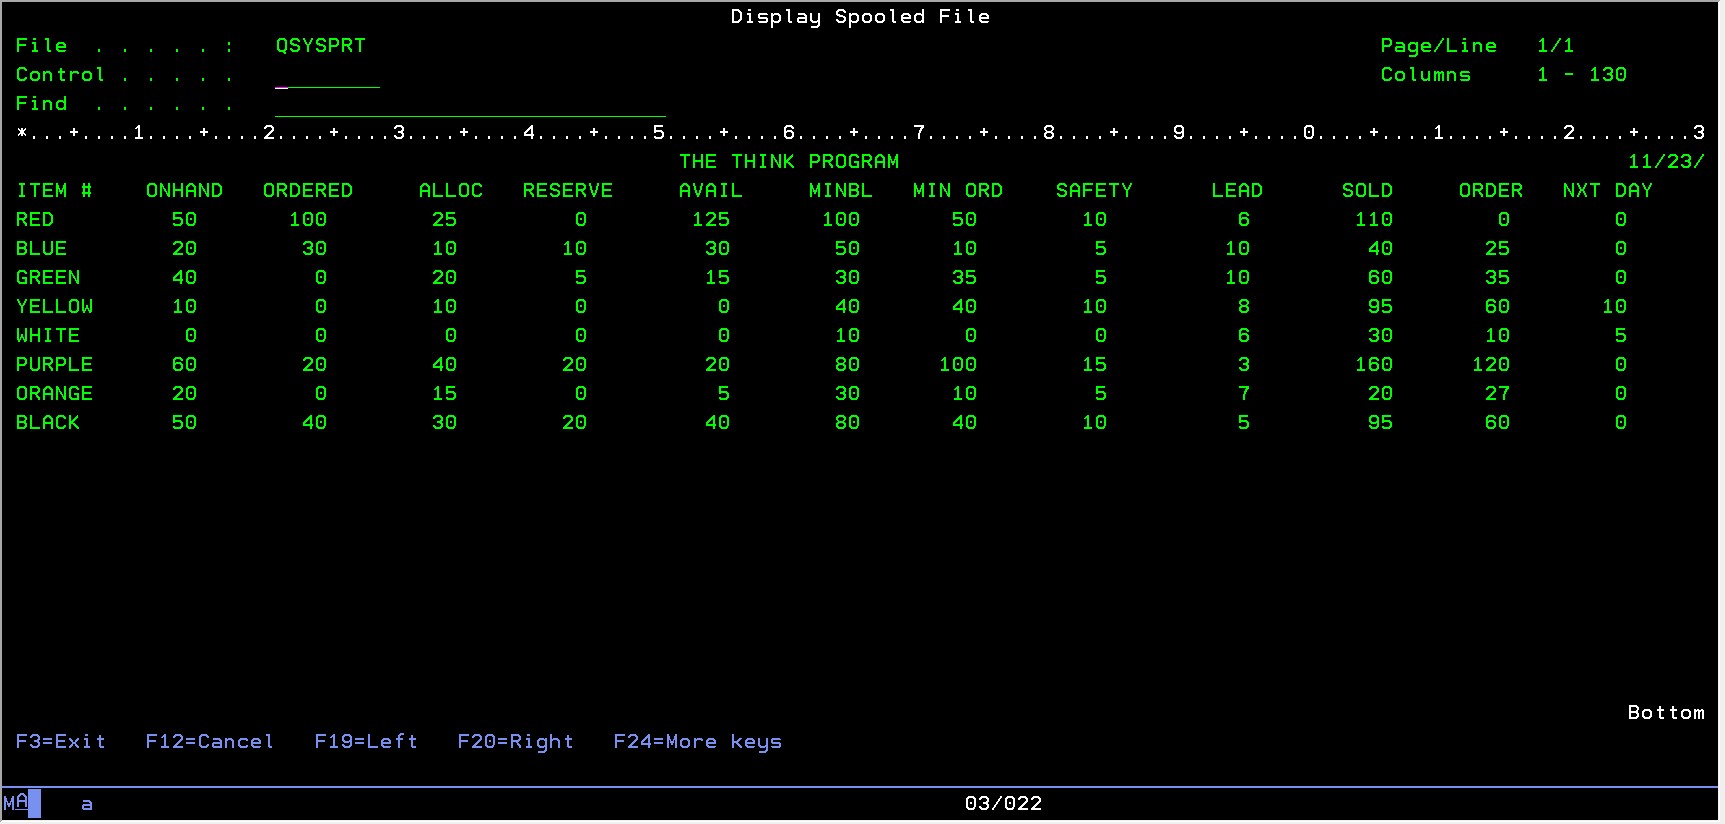 Display Spooled File
File  . . . . . :   QSYSPRT                                                                              Page/Line   1/1
Control . . . . .   _________                                                                            Columns     1 - 130
Find  . . . . . .   ______________________________
*...+....1....+....2....+....3....+....4....+....5....+....6....+....7....+....8....+....9....+....0....+....1....+....2....+....3
THE THINK PROGRAM                                                        11/23/
ITEM #    ONHAND   ORDERED     ALLOC   RESERVE     AVAIL     MINBL   MIN ORD    SAFETY      LEAD      SOLD     ORDER   NXT DAY
RED         50       100        25         0        125       100       50        10          6        110        0        0
BLUE        20        30        10        10         30        50       10         5         10         40       25        0
GREEN       40         0        20         5         15        30       35         5         10         60       35        0
YELLOW      10         0        10         0          0        40       40        10          8         95       60       10
WHITE        0         0         0         0          0        10        0         0          6         30       10        5
PURPLE      60        20        40        20         20        80      100        15          3        160      120        0
ORANGE      20         0        15         0          5        30       10         5          7         20       27        0
BLACK       50        40        30        20         40        80       40        10          5         95       60        0
Bottom
F3=Exit   F12=Cancel   F19=Left   F20=Right   F24=More keys
MA    a                                                                   03/022